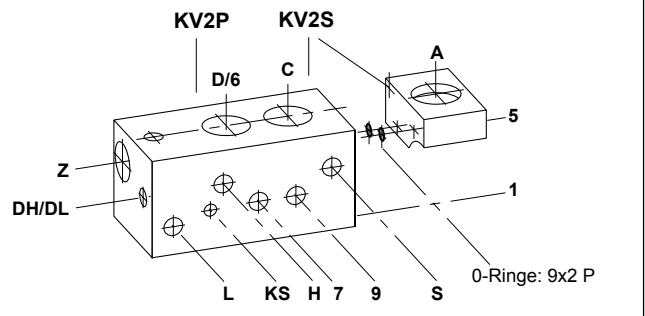 KV2P KV2S
D/6 C A
5
Z
DH/DL
1
0-Ringe: 9x2 P
L KS H 7 9 S